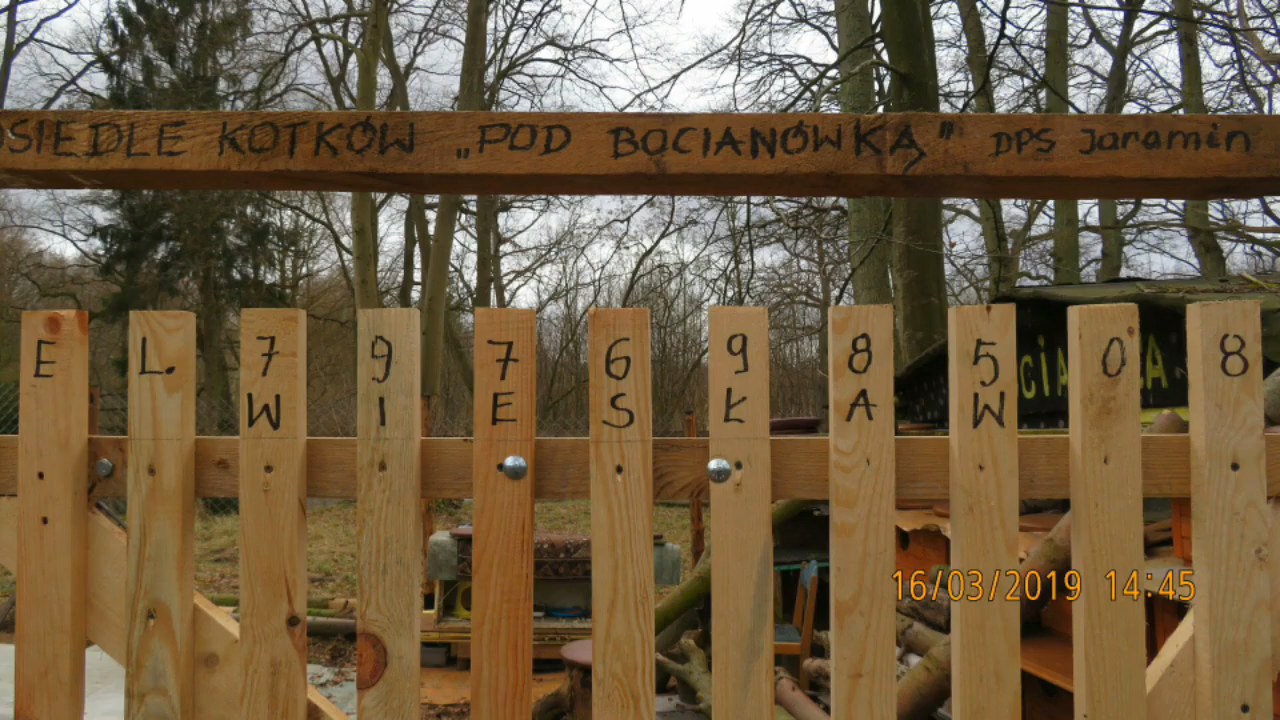 OSIEDLE KOTKÓW „POD BOCIANÓWKĄ" DPS Jaramin
E L. 7 9 7 6 9 8 5 0 8
W I E S Ł A W
16/03/2019 14:45